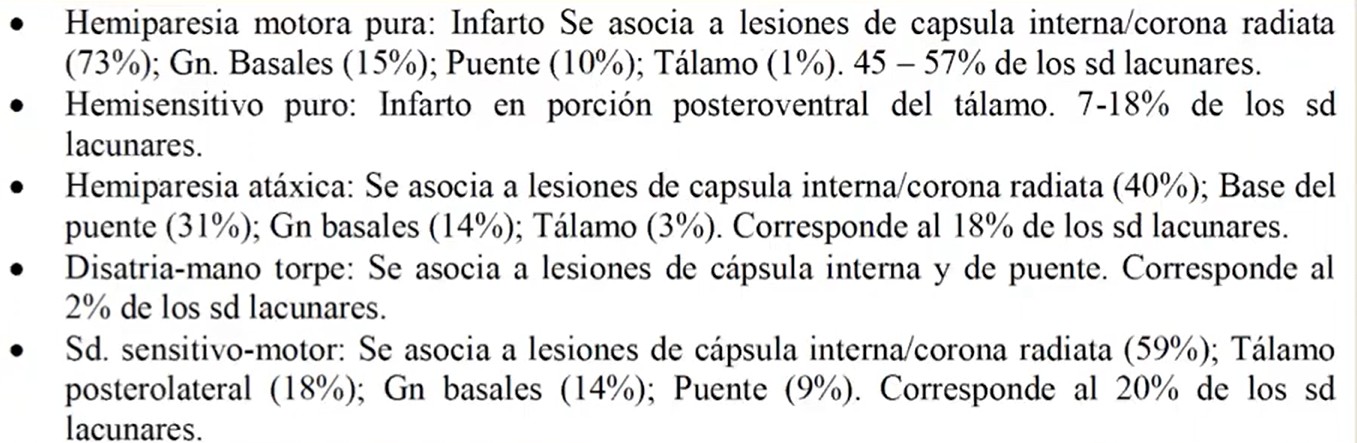 • Hemiparesia motora pura: Infarto Se asocia a lesiones de capsula interna/corona radiata
(73%); Gn. Basales (15%); Puente (10%); Tálamo (1%). 45 – 57% de los sd lacunares.
• Hemisensitivo puro: Infarto en porción posteroventral del tálamo. 7-18% de los sd
lacunares.
• Hemiparesia atáxica: Se asocia a lesiones de capsula interna/corona radiata (40%); Base del
puente (31%); Gn basales (14%); Tálamo (3%). Corresponde al 18% de los sd lacunares.
• Disatria-mano torpe: Se asocia a lesiones de cápsula interna y de puente. Corresponde al
2% de los sd lacunares.
• Sd. sensitivo-motor: Se asocia a lesiones de cápsula interna/corona radiata (59%); Tálamo
posterolateral (18%); Gn basales (14%); Puente (9%). Corresponde al 20% de los sd
lacunares.